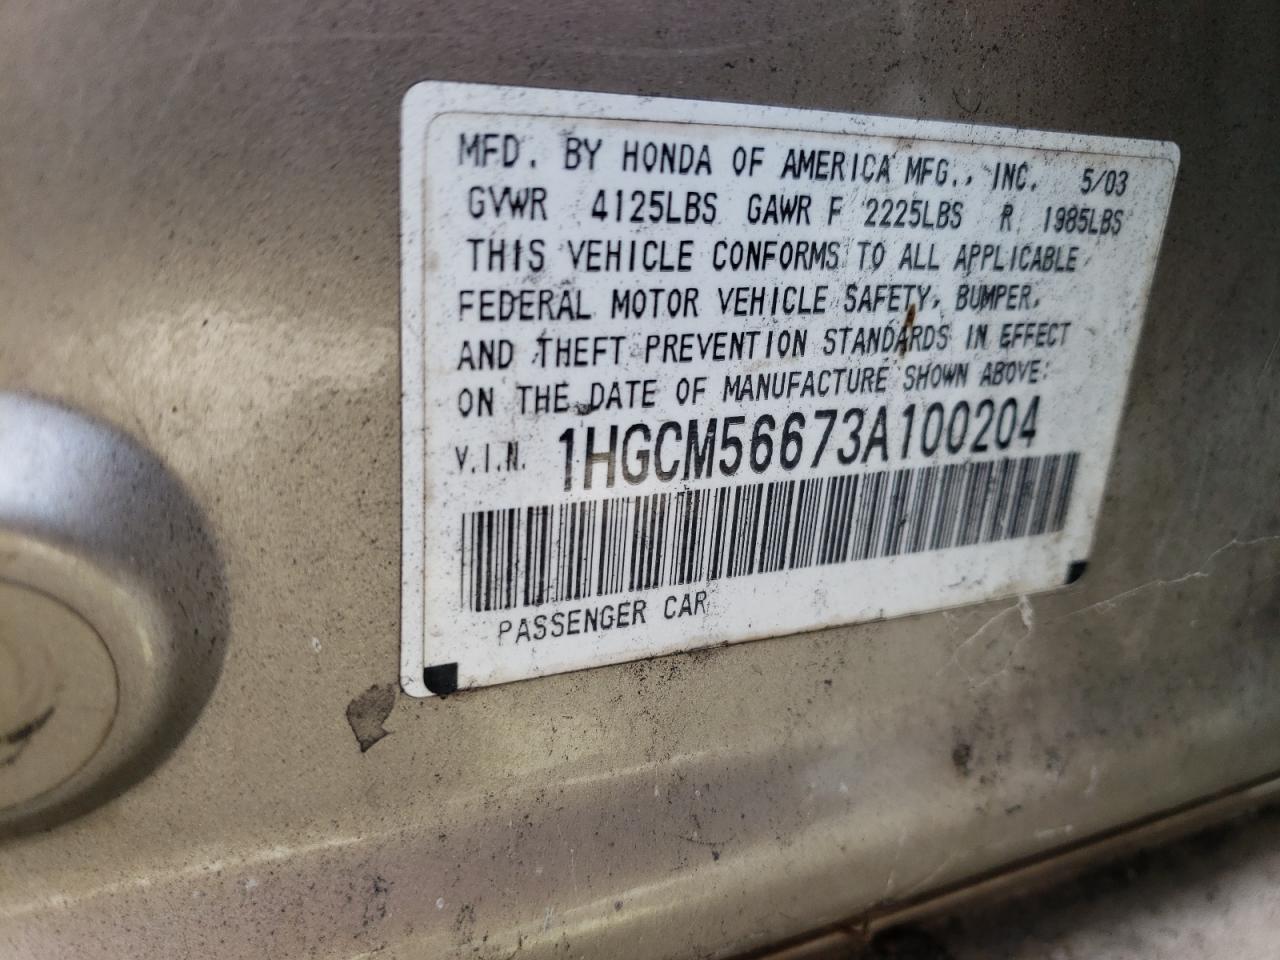 MFD. BY HONDA OF AMERICA MFG., INC. 5/03
GVWR 4125LBS GAWR F 2225LBS R 1985LBS
THIS VEHICLE CONFORMS TO ALL APPLICABLE
FEDERAL MOTOR VEHICLE SAFETY, BUMPER,
AND THEFT PREVENTION STANDARDS IN EFFECT
ON THE DATE OF MANUFACTURE SHOWN ABOVE:
V.I.N. 1HGCM56673A100204
PASSENGER CAR